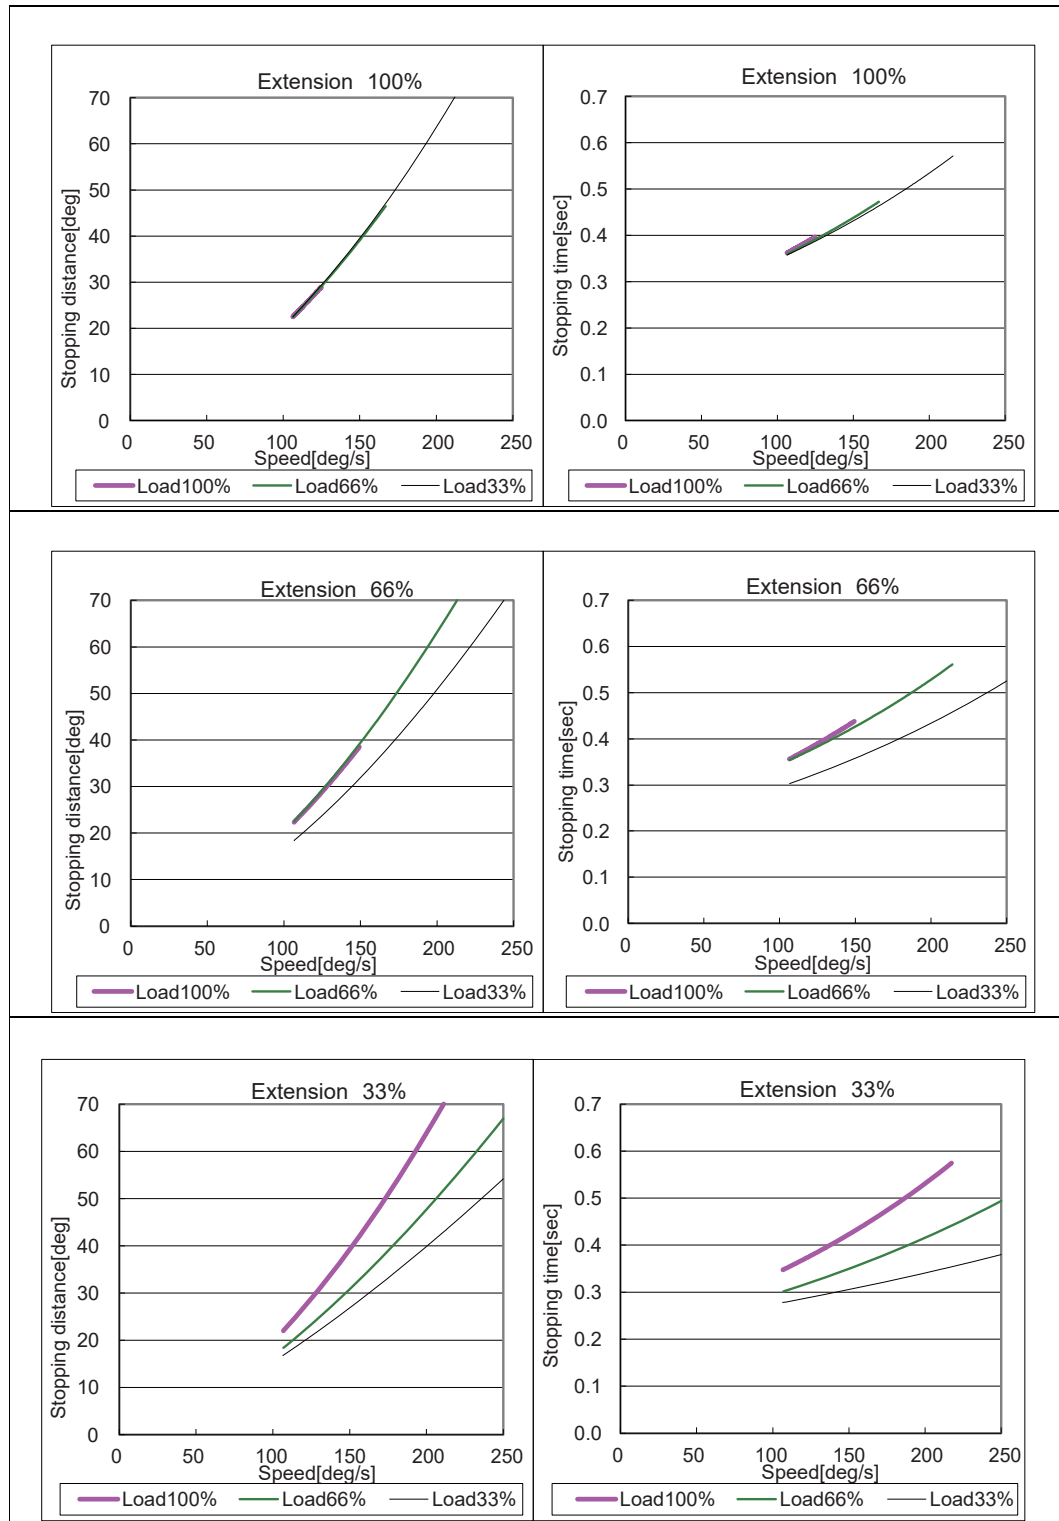 Extension 100%
Stopping distance[deg]
70
60
50
40
30
20
10
0
0 50 100 150 200 250
Speed[deg/s]
Load100% Load66% Load33%
Extension 100%
Stopping time[sec]
0.7
0.6
0.5
0.4
0.3
0.2
0.1
0.0
0 50 100 150 200 250
Speed[deg/s]
Load100% Load66% Load33%
Extension 66%
Stopping distance[deg]
70
60
50
40
30
20
10
0
0 50 100 150 200 250
Speed[deg/s]
Load100% Load66% Load33%
Extension 66%
Stopping time[sec]
0.7
0.6
0.5
0.4
0.3
0.2
0.1
0.0
0 50 100 150 200 250
Speed[deg/s]
Load100% Load66% Load33%
Extension 33%
Stopping distance[deg]
70
60
50
40
30
20
10
0
0 50 100 150 200 250
Speed[deg/s]
Load100% Load66% Load33%
Extension 33%
Stopping time[sec]
0.7
0.6
0.5
0.4
0.3
0.2
0.1
0.0
0 50 100 150 200 250
Speed[deg/s]
Load100% Load66% Load33%